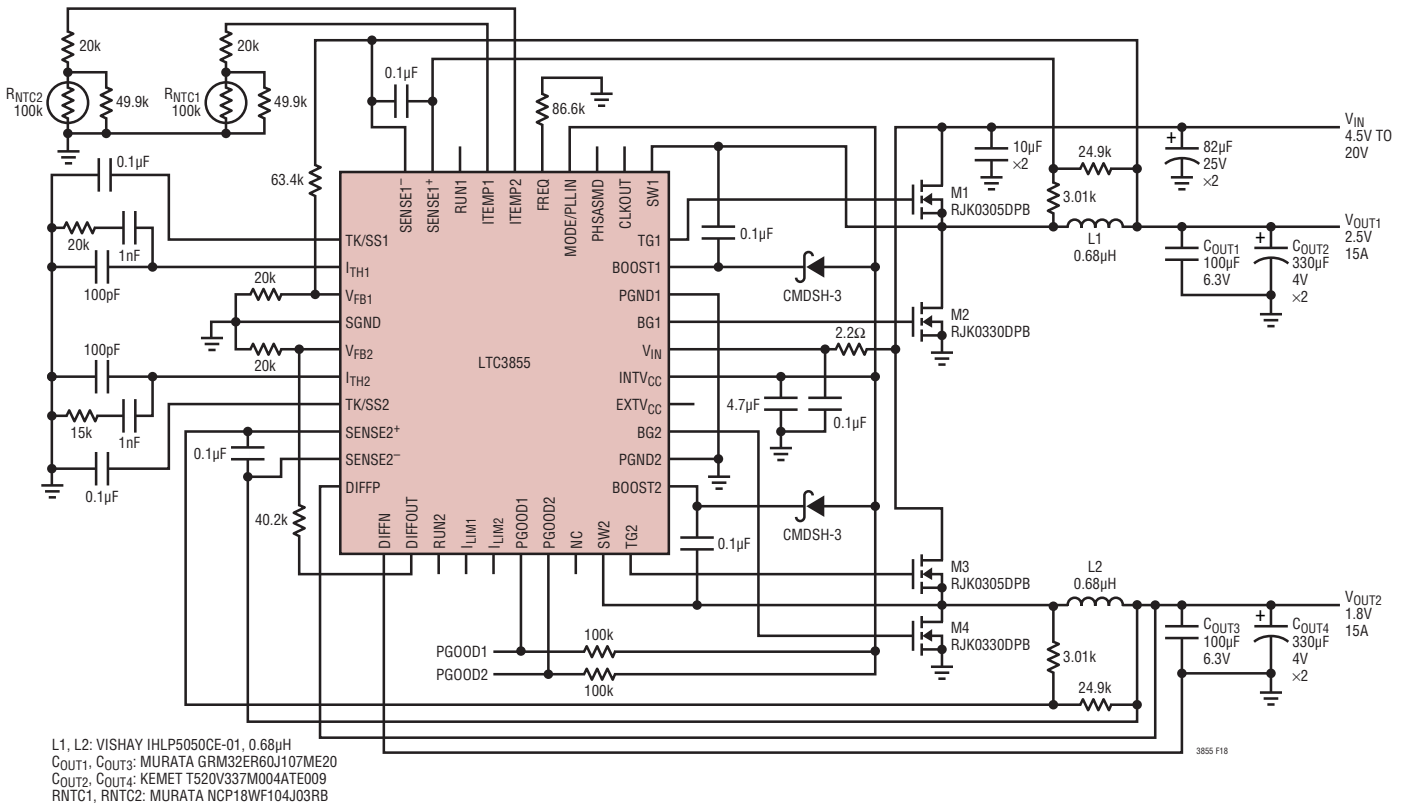 20k
20k
0.1µF
RNTC2
100k
49.9k
RNTC1
100k
49.9k
86.6k
VIN
4.5V TO
20V
10µF
×2
82µF
25V
×2
24.9k
3.01k
0.1µF
63.4k
SENSE1–
SENSE1+
RUN1
ITEMP1
ITEMP2
FREQ
MODE/PLLIN
PHSASMD
CLKOUT
SW1
M1
RJK0305DPB
20k
1nF
100pF
TK/SS1
ITH1
VFB1
SGND
VFB2
ITH2
TK/SS2
SENSE2+
SENSE2–
DIFFP
LTC3855
TG1
BOOST1
PGND1
BG1
VIN
INTVCC
EXTVCC
BG2
PGND2
BOOST2
0.1µF
CMDSH-3
L1
0.68µH
VOUT1
2.5V
15A
COUT1
100µF
6.3V
COUT2
330µF
4V
×2
20k
20k
M2
RJK0330DPB
2.2Ω
100pF
15k
1nF
0.1µF
0.1µF
4.7µF
0.1µF
40.2k
DIFFN
DIFFOUT
RUN2
ILIM1
ILIM2
PGOOD1
PGOOD2
NC
SW2
TG2
0.1µF
CMDSH-3
M3
RJK0305DPB
L2
0.68µH
VOUT2
1.8V
15A
M4
RJK0330DPB
COUT3
100µF
6.3V
COUT4
330µF
4V
×2
PGOOD1
100k
PGOOD2
100k
3.01k
24.9k
L1, L2: VISHAY IHLP5050CE-01, 0.68µH
COUT1, COUT3: MURATA GRM32ER60J107ME20
COUT2, COUT4: KEMET T520V337M004ATE009
RNTC1, RNTC2: MURATA NCP18WF104J03RB
3855 F18